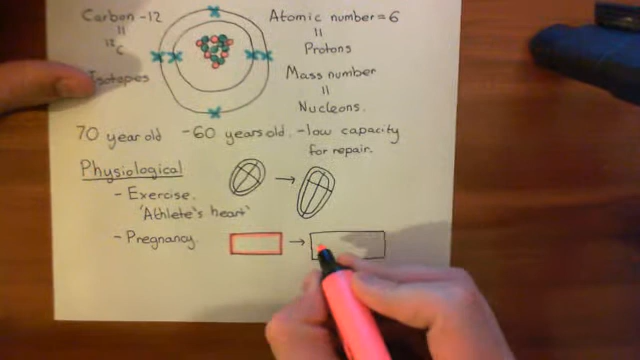 Carbon-12
¹²C
Isotopes
Atomic number = 6
Protons
Mass number
Nucleons.
70 year old - 60 years old. - low capacity
for repair.
Physiological
- Exercise.
'Athlete's heart'
- Pregnancy.